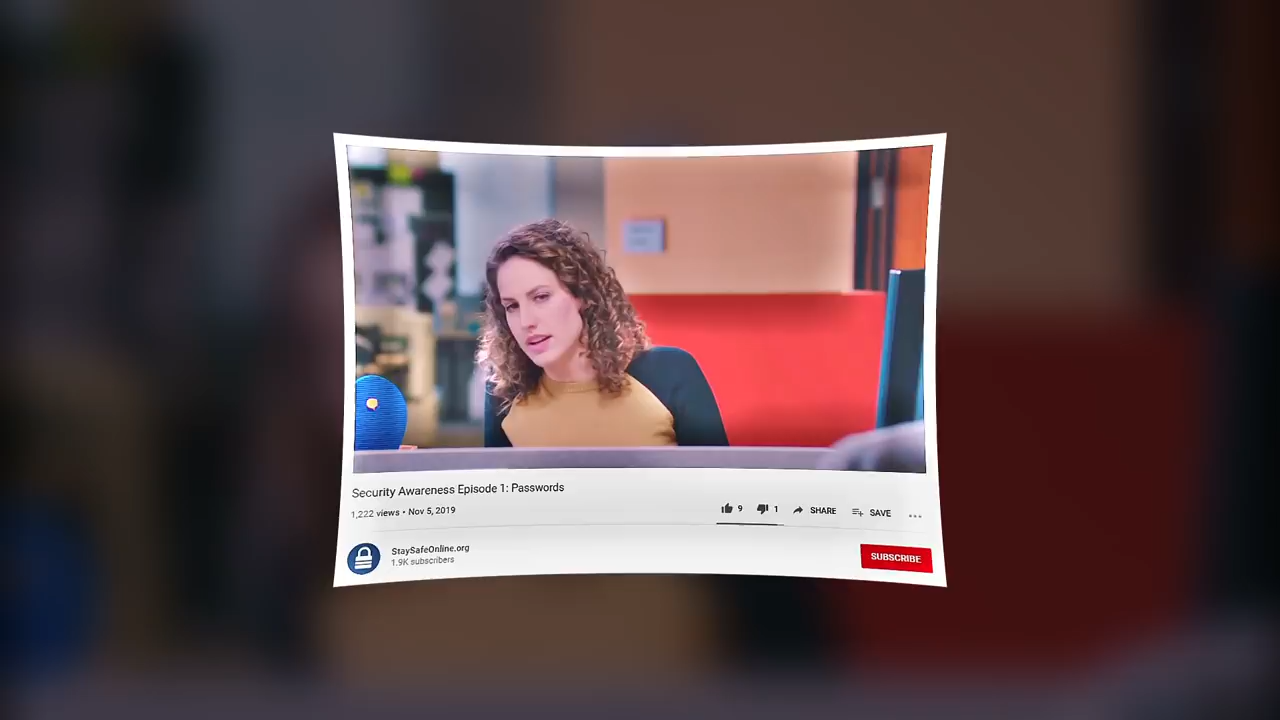 Security Awareness Episode 1: Passwords
1,222 views • Nov 5, 2019
9
1
SHARE
SAVE
StaySafeOnline.org
1.9K subscribers
SUBSCRIBE